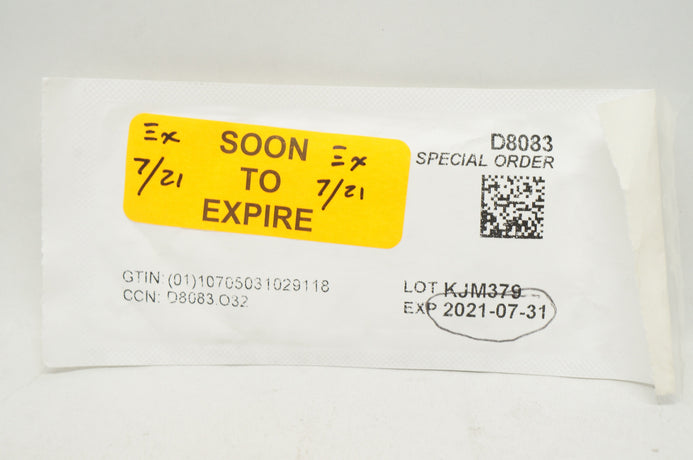 Ex
7/21
SOON
TO
EXPIRE
Ex
7/21
D8083
SPECIAL ORDER
GTIN: (01)10705031029118
CCN: D8083.O32
LOT KJM379
EXP 2021-07-31